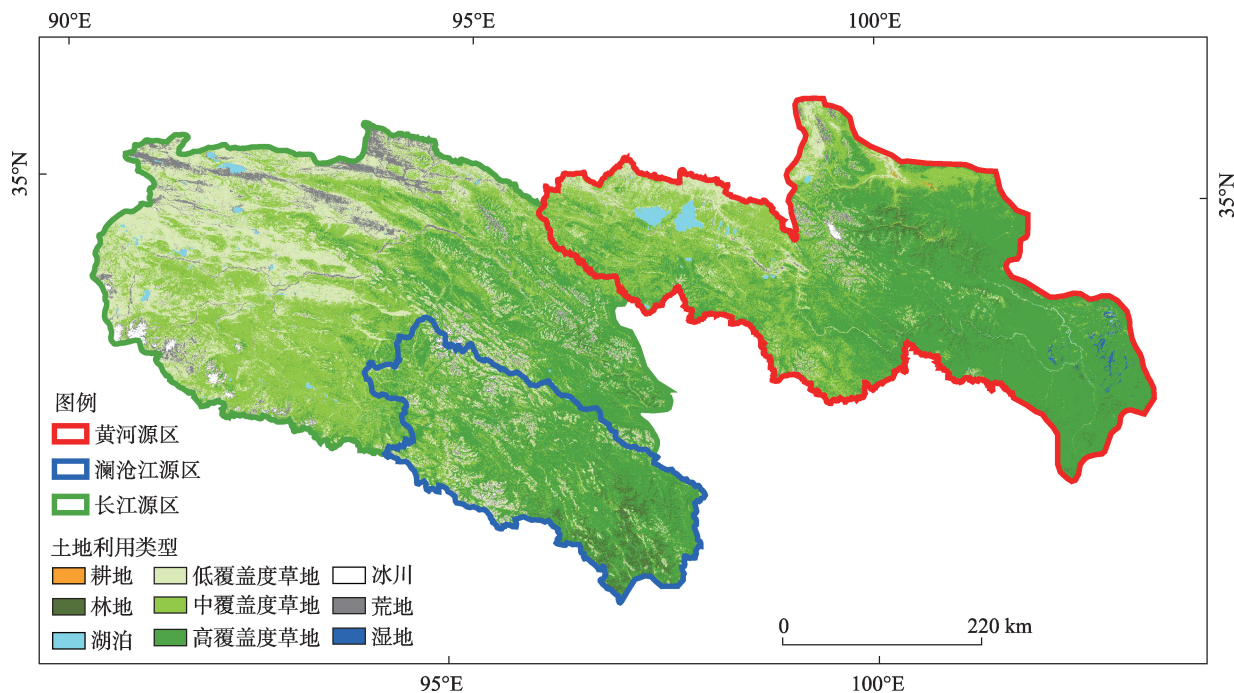 90°E 95°E 100°E
35°N 35°N
图例
黄河源区
澜沧江源区
长江源区
土地利用类型
耕地 低覆盖度草地 冰川
林地 中覆盖度草地 荒地
湖泊 高覆盖度草地 湿地
0 220 km
95°E 100°E